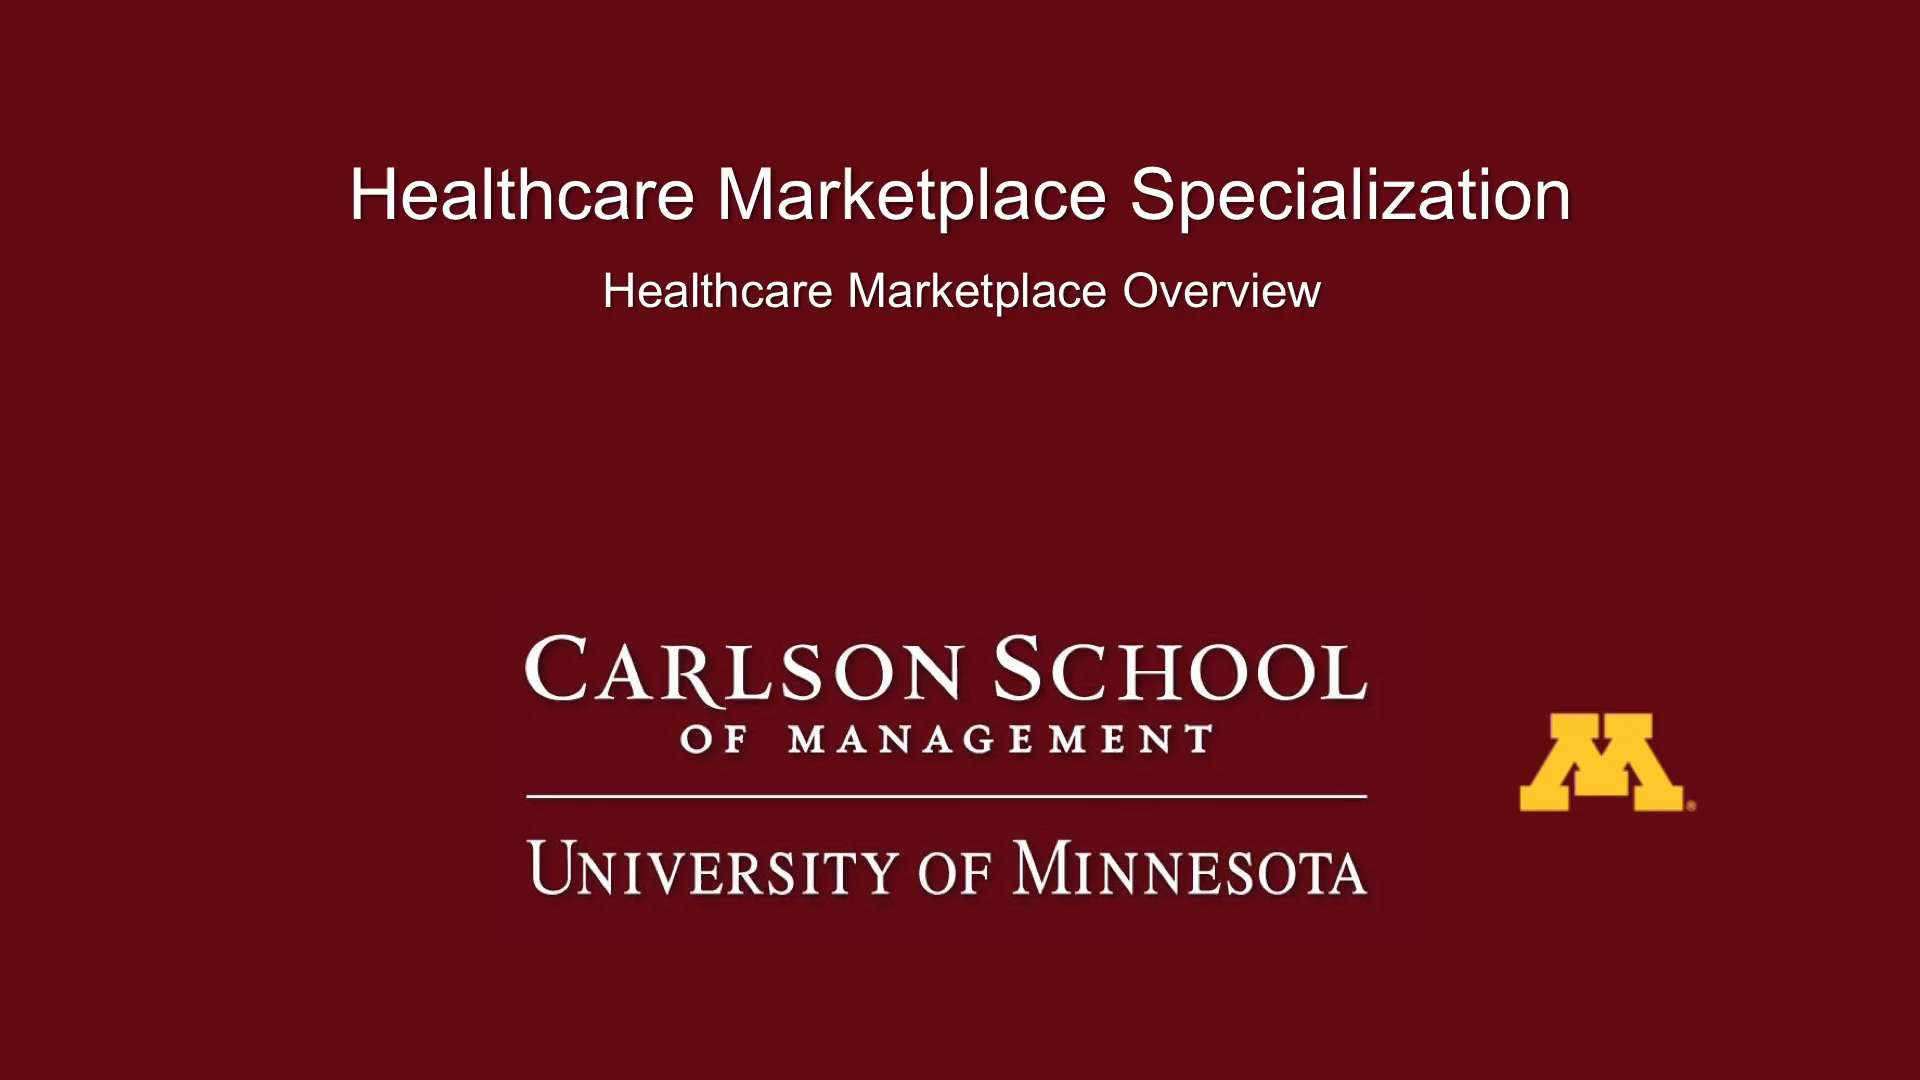 Healthcare Marketplace Specialization
Healthcare Marketplace Overview
CARLSON SCHOOL
OF MANAGEMENT
UNIVERSITY OF MINNESOTA
M®